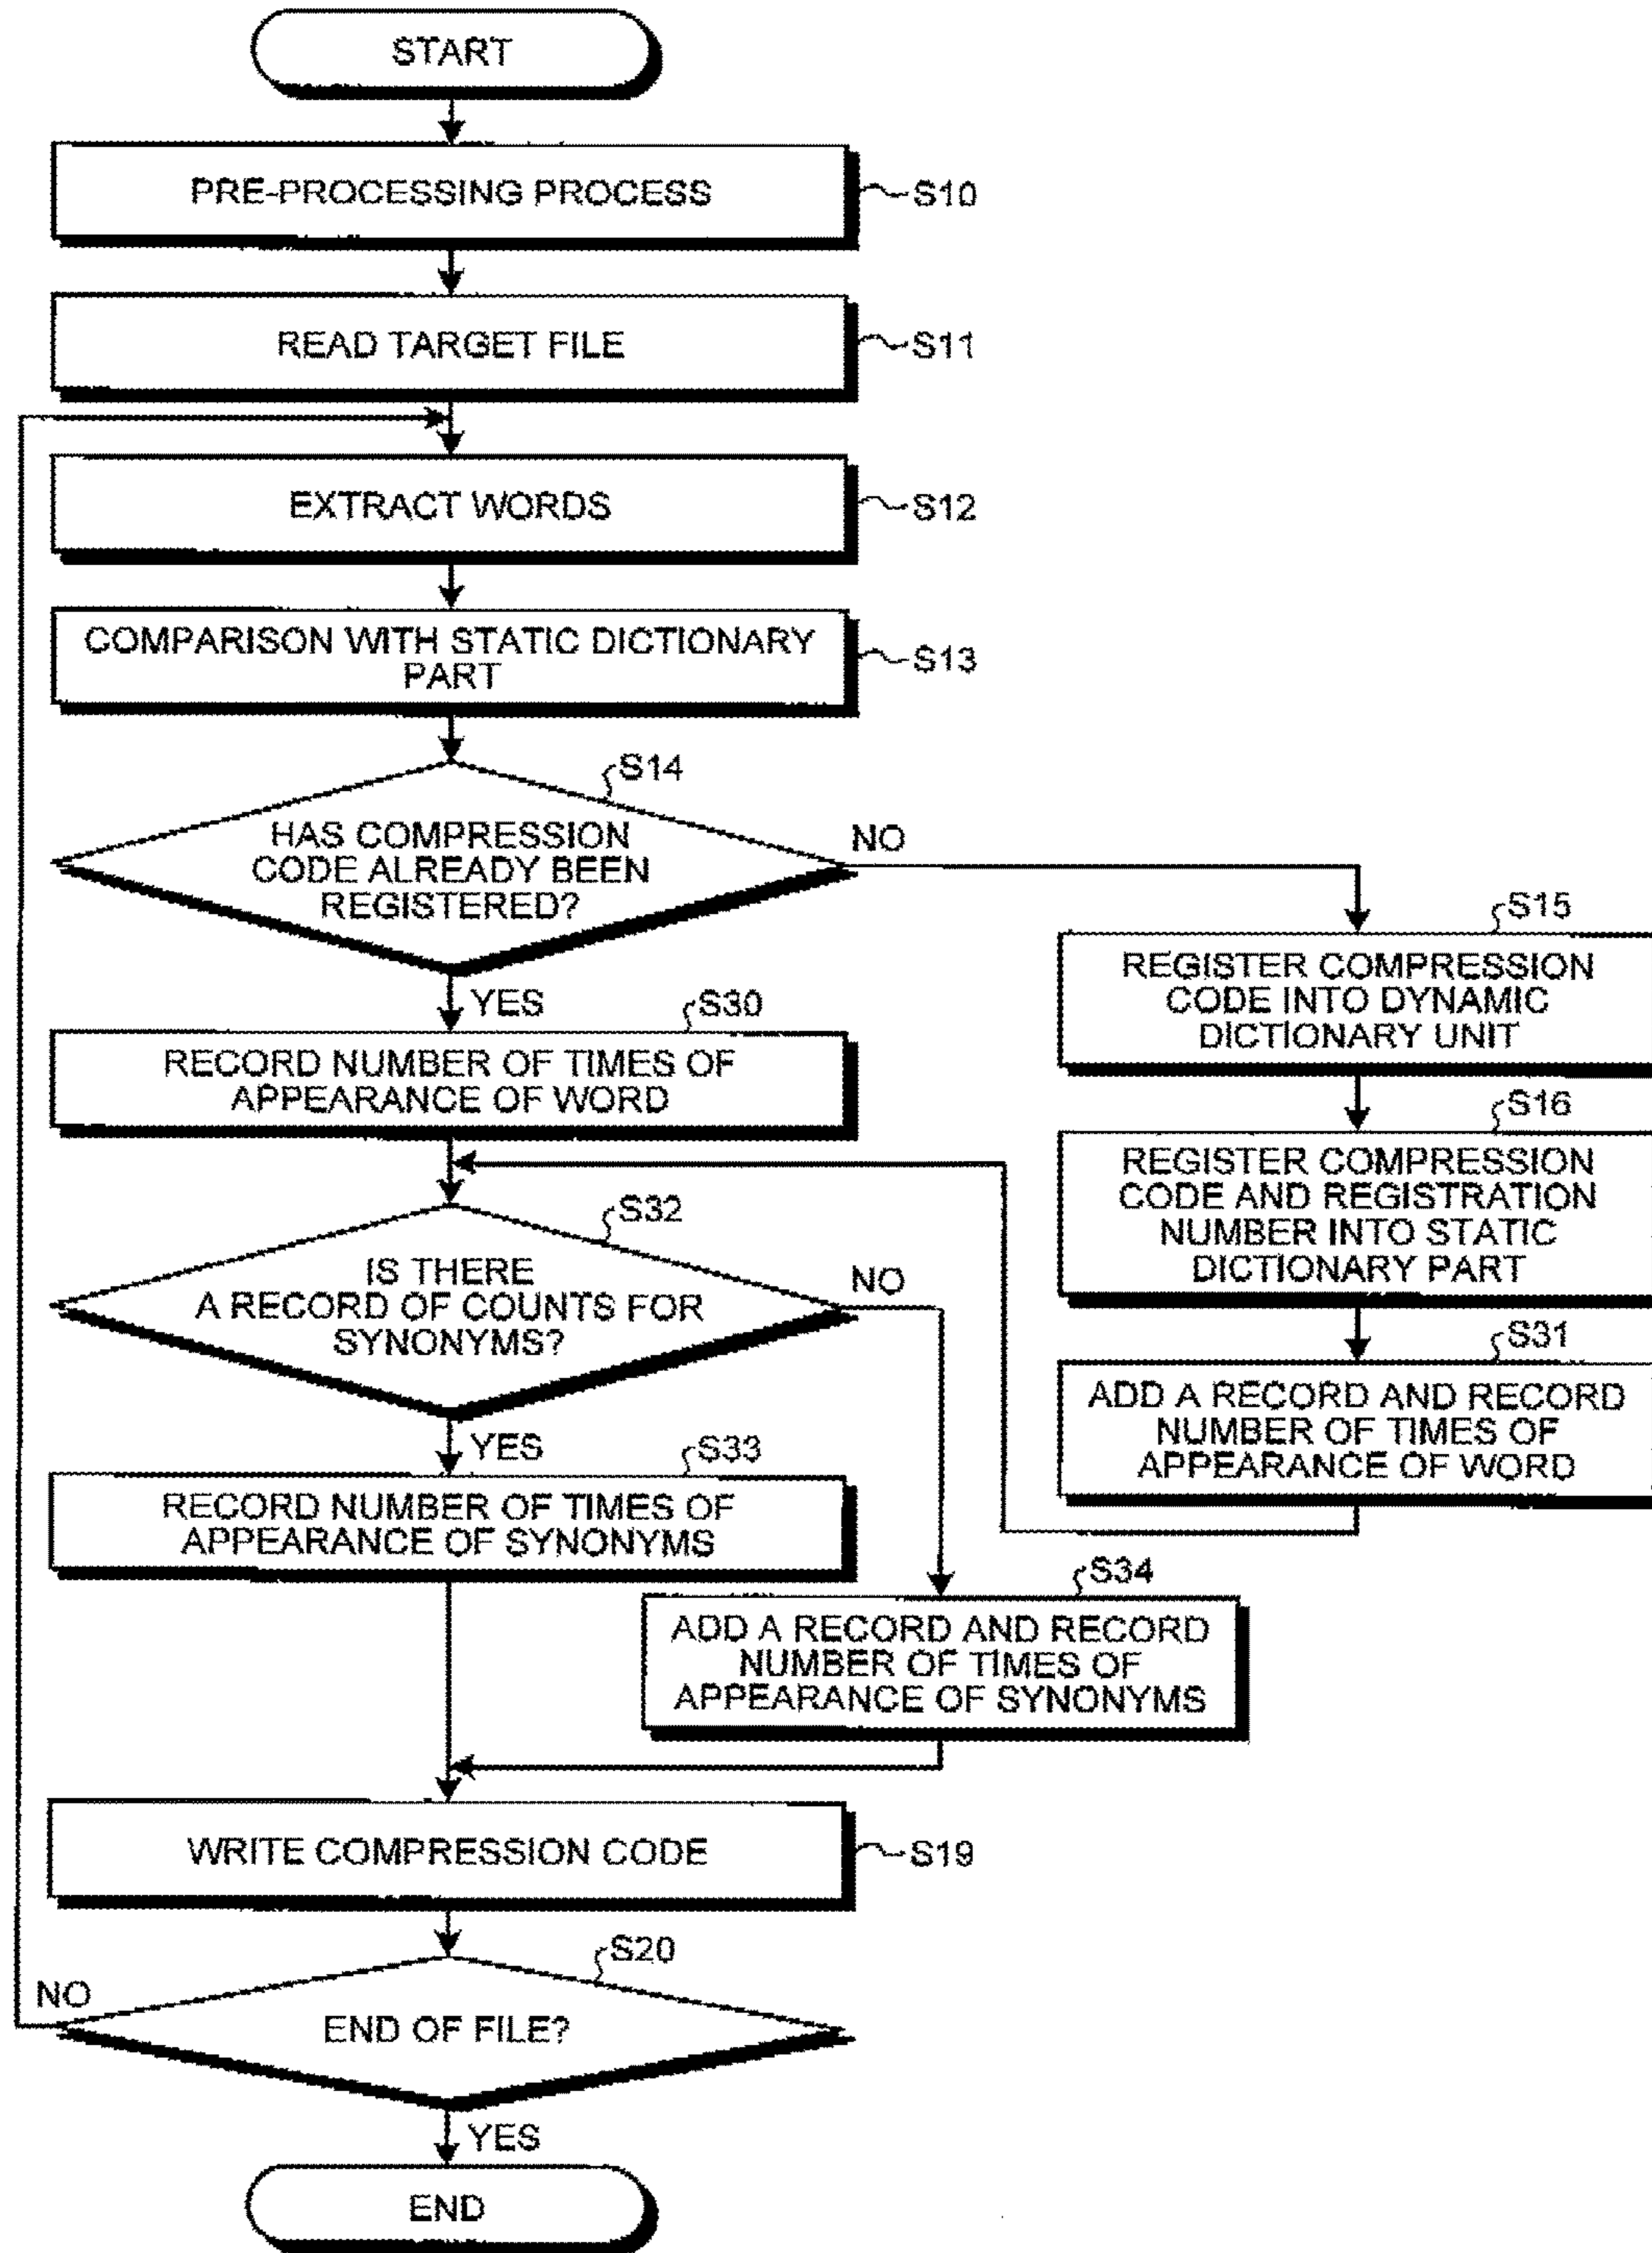 START
PRE-PROCESSING PROCESS
S10
READ TARGET FILE
S11
EXTRACT WORDS
S12
COMPARISON WITH STATIC DICTIONARY
PART
S13
S14
HAS COMPRESSION
CODE ALREADY BEEN
REGISTERED?
NO
YES
S15
REGISTER COMPRESSION
CODE INTO DYNAMIC
DICTIONARY UNIT
S16
REGISTER COMPRESSION
CODE AND REGISTRATION
NUMBER INTO STATIC
DICTIONARY PART
S31
ADD A RECORD AND RECORD
NUMBER OF TIMES OF
APPEARANCE OF WORD
S30
RECORD NUMBER OF TIMES OF
APPEARANCE OF WORD
S32
IS THERE
A RECORD OF COUNTS FOR
SYNONYMS?
NO
YES
S33
RECORD NUMBER OF TIMES OF
APPEARANCE OF SYNONYMS
S34
ADD A RECORD AND RECORD
NUMBER OF TIMES OF
APPEARANCE OF SYNONYMS
WRITE COMPRESSION CODE
S19
S20
END OF FILE?
NO
YES
END